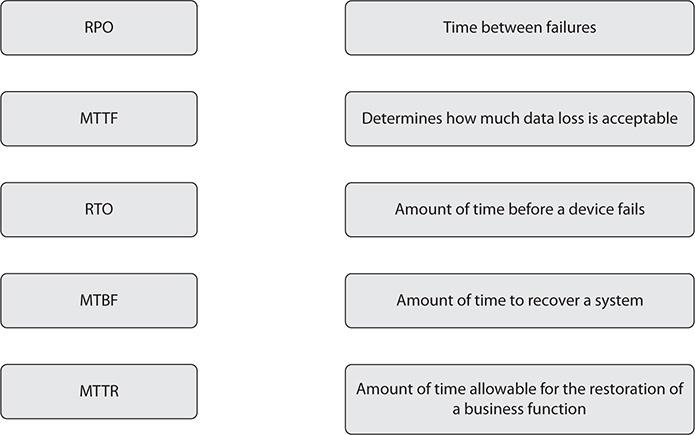 RPO
Time between failures
MTTF
Determines how much data loss is acceptable
RTO
Amount of time before a device fails
MTBF
Amount of time to recover a system
MTTR
Amount of time allowable for the restoration of
a business function